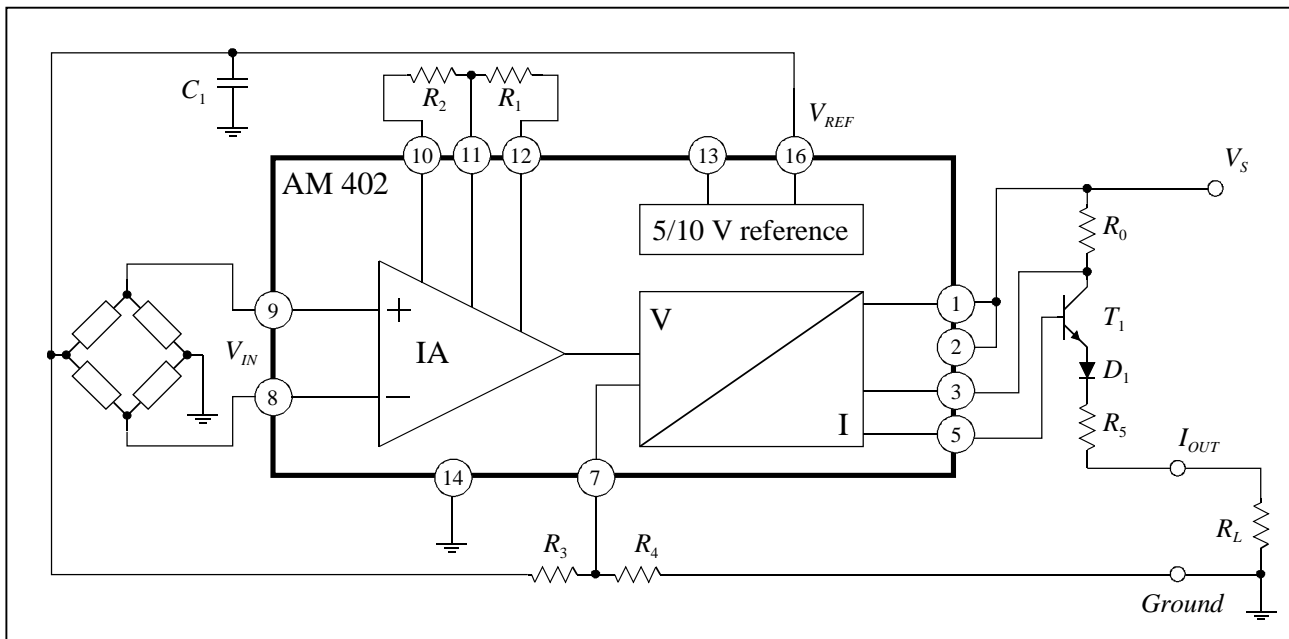 C1
R2
R1
VREF
10
11
12
13
16
AM 402
VS
5/10 V reference
R0
9
+
V
1
T1
VIN
IA
2
D1
8
−
3
I
5
R5
IOUT
14
7
RL
R3
R4
Ground